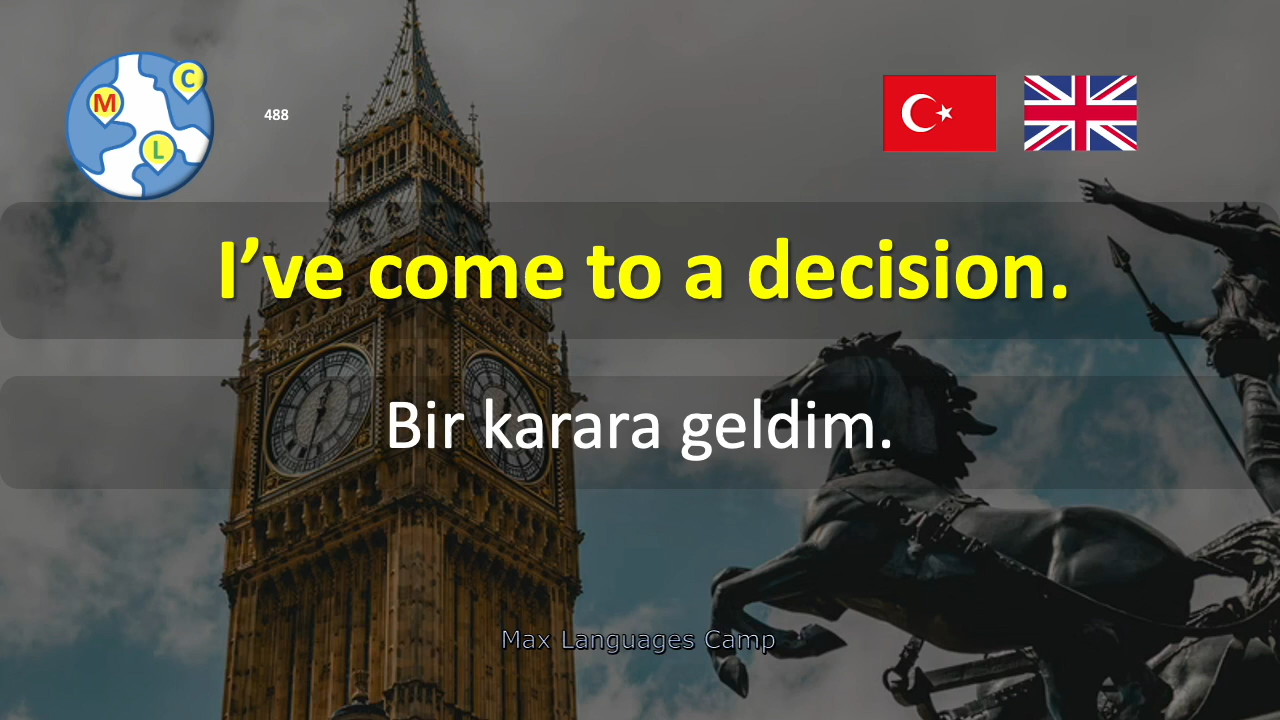 C
M
L
488
I’ve come to a decision.
Bir karara geldim.
Max Languages Camp